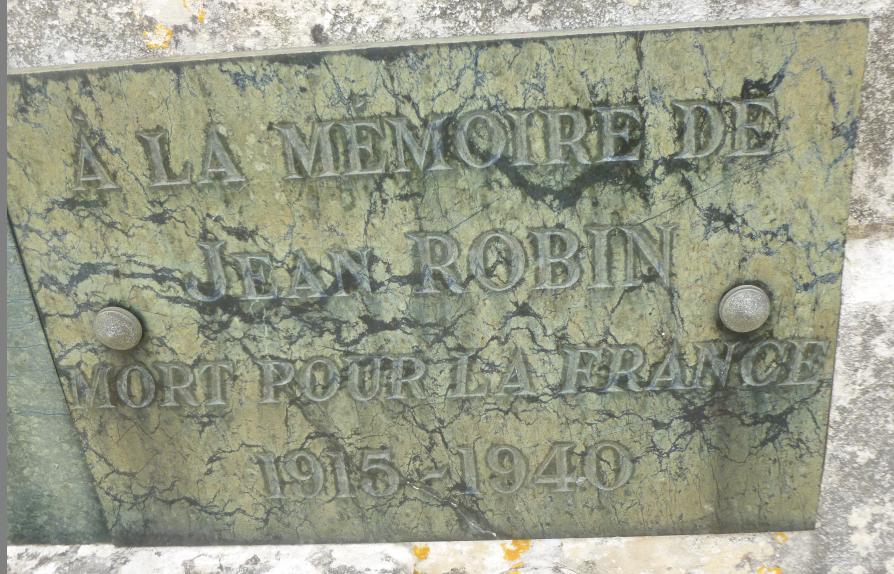 À LA MÉMOIRE DE
JEAN ROBIN
MORT POUR LA FRANCE
1915-1940